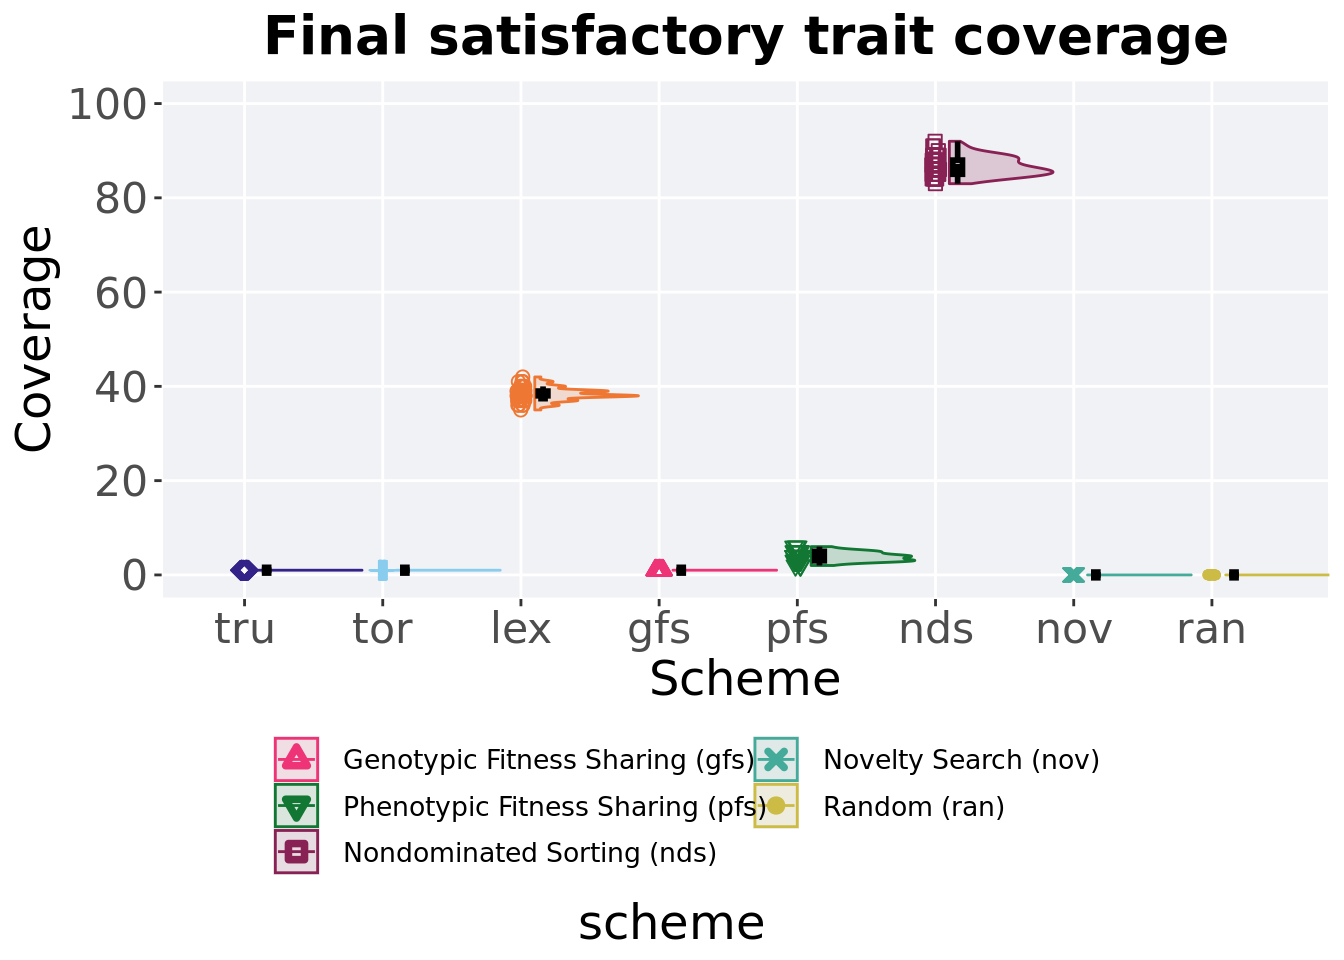 Final satisfactory trait coverage
100
80
60
40
20
0
Coverage
tru tor lex gfs pfs nds nov ran
Scheme
Genotypic Fitness Sharing (gfs) Novelty Search (nov)
Phenotypic Fitness Sharing (pfs) Random (ran)
Nondominated Sorting (nds)
scheme